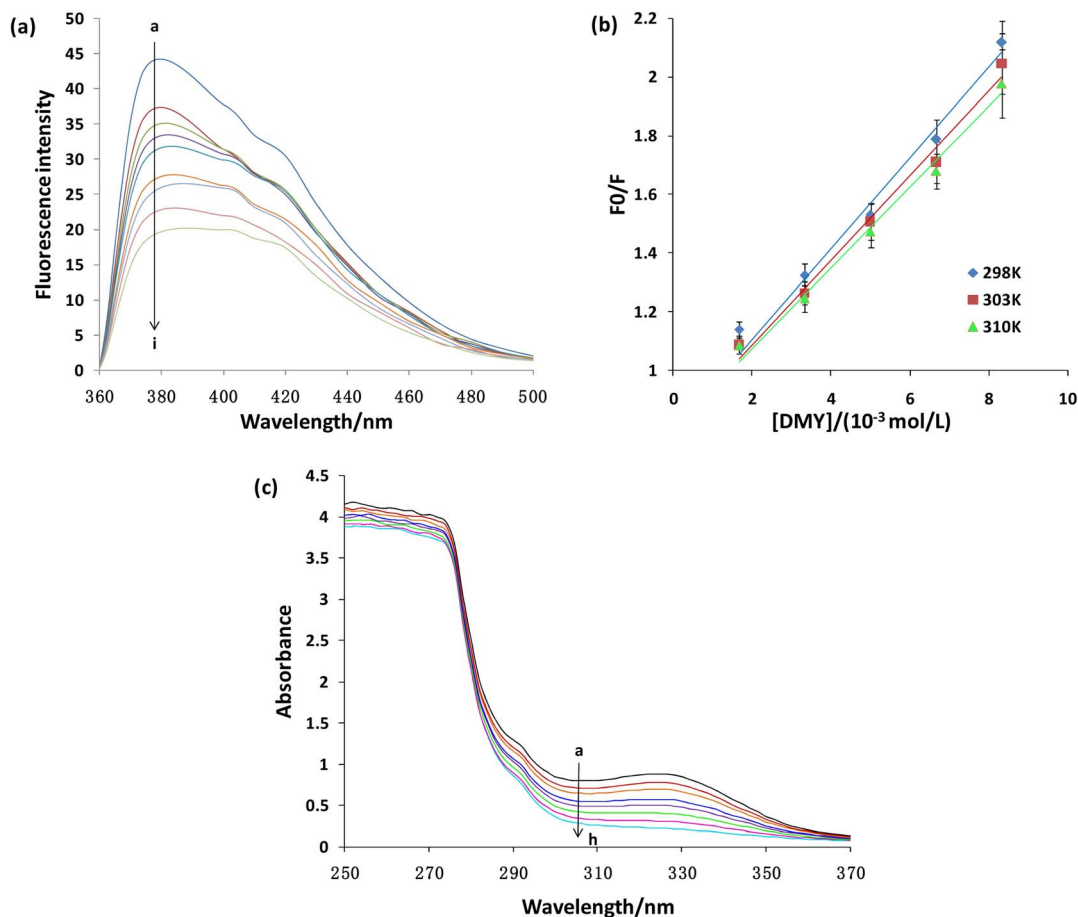 (a)
Fluorescence intensity
50
45
40
35
30
25
20
15
10
5
0
a
i
360 380 400 420 440 460 480 500
Wavelength/nm
(b)
F0/F
2.2
2
1.8
1.6
1.4
1.2
1
298K
303K
310K
0 2 4 6 8 10
[DMY]/(10⁻³ mol/L)
(c)
Absorbance
4.5
4
3.5
3
2.5
2
1.5
1
0.5
0
a
h
250 270 290 310 330 350 370
Wavelength/nm